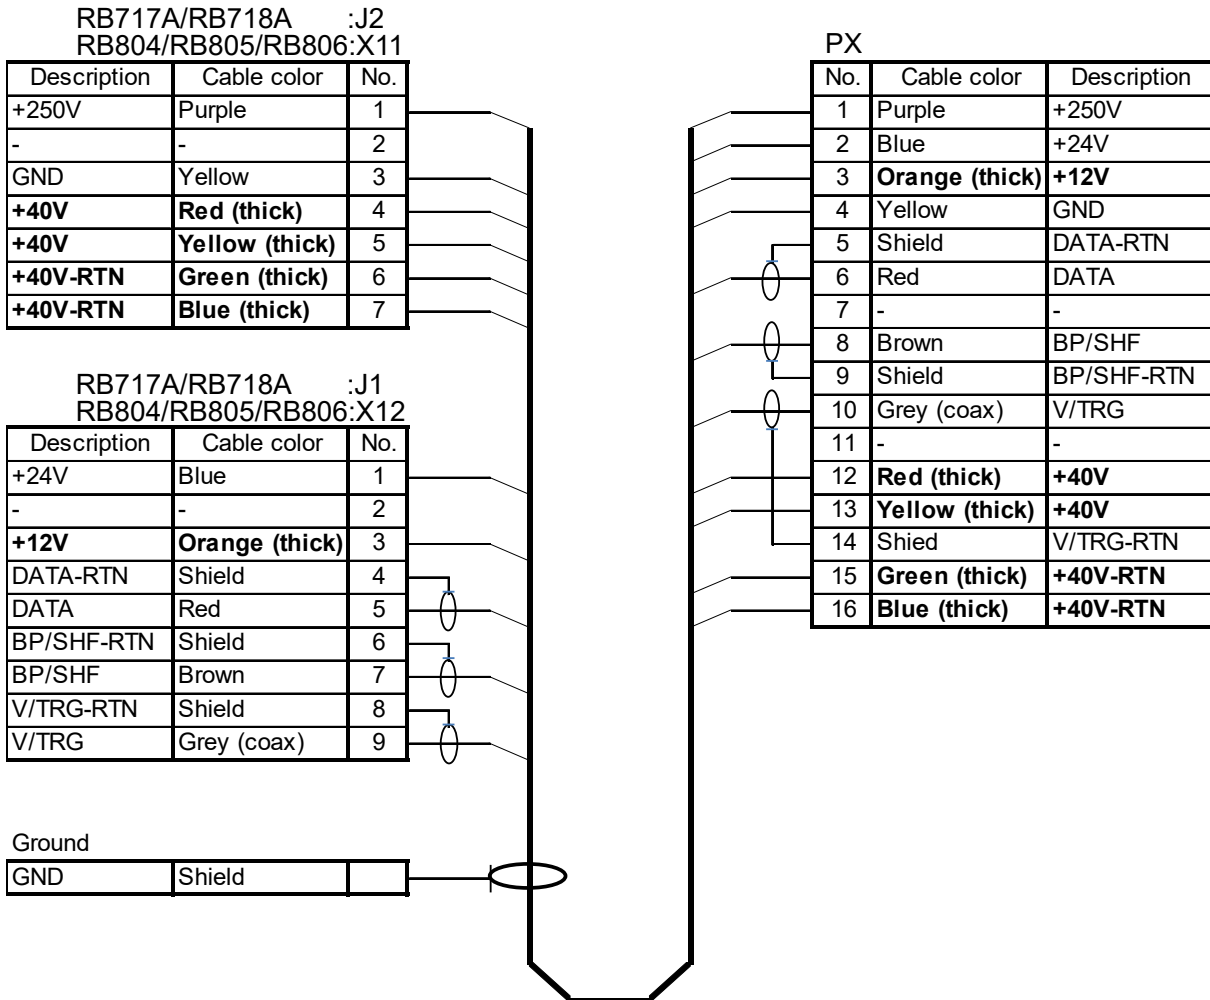 RB717A/RB718A :J2
RB804/RB805/RB806:X11
Description Cable color No.
+250V Purple 1
- - 2
GND Yellow 3
+40V Red (thick) 4
+40V Yellow (thick) 5
+40V-RTN Green (thick) 6
+40V-RTN Blue (thick) 7
RB717A/RB718A :J1
RB804/RB805/RB806:X12
Description Cable color No.
+24V Blue 1
- - 2
+12V Orange (thick) 3
DATA-RTN Shield 4
DATA Red 5
BP/SHF-RTN Shield 6
BP/SHF Brown 7
V/TRG-RTN Shield 8
V/TRG Grey (coax) 9
Ground
GND Shield
PX
No. Cable color Description
1 Purple +250V
2 Blue +24V
3 Orange (thick) +12V
4 Yellow GND
5 Shield DATA-RTN
6 Red DATA
7 - -
8 Brown BP/SHF
9 Shield BP/SHF-RTN
10 Grey (coax) V/TRG
11 - -
12 Red (thick) +40V
13 Yellow (thick) +40V
14 Shied V/TRG-RTN
15 Green (thick) +40V-RTN
16 Blue (thick) +40V-RTN